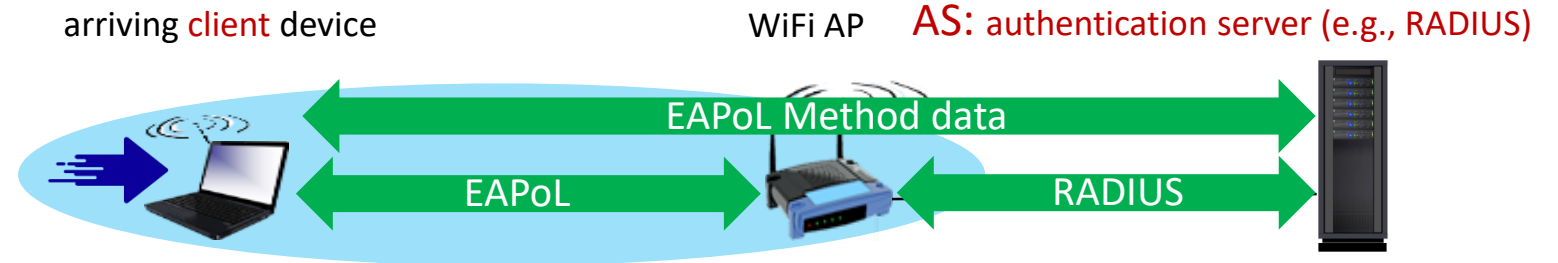 arriving client device
WiFi AP
AS: authentication server (e.g., RADIUS)
EAPoL Method data
EAPoL
RADIUS